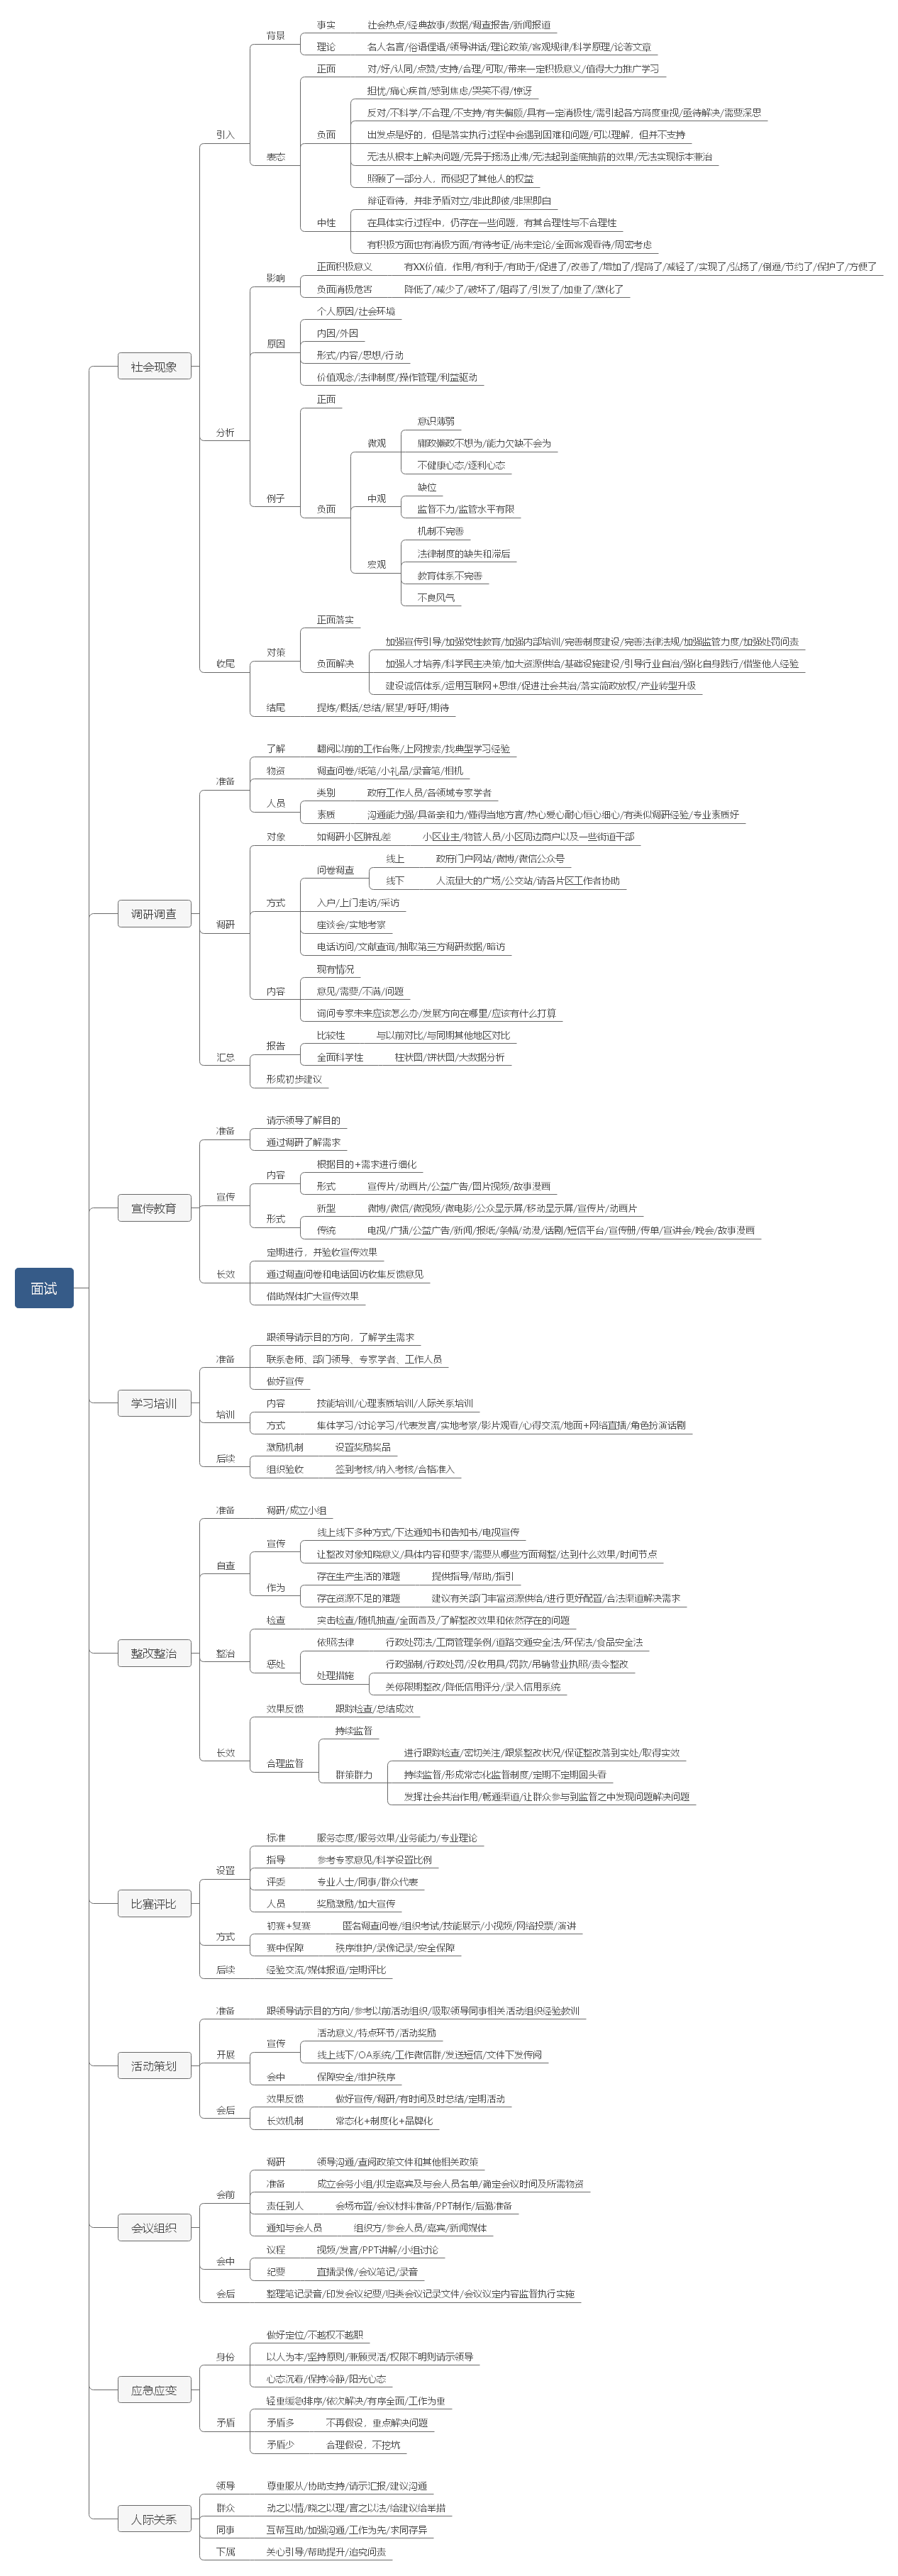 面试
社会现象
引入
背景
事实
社会热点/经典故事/数据/调查报告/新闻报道
理论
名人名言/俗语俚语/领导讲话/理论政策/客观规律/科学原理/论著文章
表态
正面
对/好/认同/点赞/支持/合理/可取/带来一定积极意义/值得大力推广学习
负面
担忧/痛心疾首/感到焦虑/哭笑不得/惊讶
反对/不科学/不合理/不支持/有失偏颇/具有一定消极性/需引起各方高度重视/亟待解决/需要深思
出发点是好的，但是落实执行过程中会遇到困难和问题/可以理解，但并不支持
无法从根本上解决问题/无异于扬汤止沸/无法起到釜底抽薪的效果/无法实现标本兼治
照顾了一部分人，而侵犯了其他人的权益
中性
辩证看待，并非矛盾对立/非此即彼/非黑即白
在具体实行过程中，仍存在一些问题，有其合理性与不合理性
有积极方面也有消极方面/有待考证/尚未定论/全面客观看待/周密考虑
分析
影响
正面积极意义
有XX价值，作用/有利于/有助于/促进了/改善了/增加了/提高了/减轻了/实现了/弘扬了/倒逼/节约了/保护了/方便了
负面消极危害
降低了/减少了/破坏了/阻碍了/引发了/加重了/激化了
原因
个人原因/社会环境
内因/外因
形式/内容/思想/行动
价值观念/法律制度/操作管理/利益驱动
例子
正面
负面
微观
意识薄弱
庸政懒政不想为/能力欠缺不会为
不健康心态/逐利心态
中观
缺位
监督不力/监管水平有限
宏观
机制不完善
法律制度的缺失和滞后
教育体系不完善
不良风气
收尾
对策
正面落实
负面解决
加强宣传引导/加强党性教育/加强内部培训/完善制度建设/完善法律法规/加强监管力度/加强处罚问责
加强人才培养/科学民主决策/加大资源供给/基础设施建设/引导行业自治/强化自身践行/借鉴他人经验
建设诚信体系/运用互联网+思维/促进社会共治/落实简政放权/产业转型升级
结尾
提炼/概括/总结/展望/呼吁/期待
调研调查
准备
了解
翻阅以前的工作台账/上网搜索/找典型学习经验
物资
调查问卷/纸笔/小礼品/录音笔/相机
人员
类别
政府工作人员/各领域专家学者
素质
沟通能力强/具备亲和力/懂得当地方言/热心爱心耐心恒心细心/有类似调研经验/专业素质好
调研
对象
如调研小区脏乱差
小区业主/物管人员/小区周边商户以及一些街道干部
方式
问卷调查
线上
政府门户网站/微博/微信公众号
线下
人流量大的广场/公交站/请各片区工作者协助
入户/上门走访/采访
座谈会/实地考察
电话访问/文献查询/抽取第三方调研数据/暗访
内容
现有情况
意见/需要/不满/问题
询问专家未来应该怎么办/发展方向在哪里/应该有什么打算
汇总
报告
比较性
与以前对比/与同期其他地区对比
全面科学性
柱状图/饼状图/大数据分析
形成初步建议
宣传教育
准备
请示领导了解目的
通过调研了解需求
宣传
内容
根据目的+需求进行细化
形式
宣传片/动画片/公益广告/图片视频/故事漫画
形式
新型
微博/微信/微视频/微电影/公众显示屏/移动显示屏/宣传片/动画片
传统
电视/广播/公益广告/新闻/报纸/条幅/动漫/话剧/短信平台/宣传册/传单/宣讲会/晚会/故事漫画
长效
定期进行，并验收宣传效果
通过调查问卷和电话回访收集反馈意见
借助媒体扩大宣传效果
学习培训
准备
跟领导请示目的方向，了解学生需求
联系老师、部门领导、专家学者、工作人员
做好宣传
培训
内容
技能培训/心理素质培训/人际关系培训
方式
集体学习/讨论学习/代表发言/实地考察/影片观看/心得交流/地面+网络直播/角色扮演话剧
后续
激励机制
设置奖励奖品
组织验收
签到考核/纳入考核/合格准入
整改整治
准备
调研/成立小组
自查
宣传
线上线下多种方式/下达通知书和告知书/电视宣传
让整改对象知晓意义/具体内容和要求/需要从哪些方面调整/达到什么效果/时间节点
作为
存在生产生活的难题
提供指导/帮助/指引
存在资源不足的难题
建议有关部门丰富资源供给/进行更好配置/合法渠道解决需求
整治
检查
突击检查/随机抽查/全面普及/了解整改效果和依然存在的问题
惩处
依照法律
行政处罚法/工商管理条例/道路交通安全法/环保法/食品安全法
处理措施
行政强制/行政处罚/没收用具/罚款/吊销营业执照/责令整改
关停限期整改/降低信用评分/录入信用系统
长效
效果反馈
跟踪检查/总结成效
合理监督
持续监督
群策群力
进行跟踪检查/密切关注/跟紧整改状况/保证整改落到实处/取得实效
持续监督/形成常态化监督制度/定期不定期回头看
发挥社会共治作用/畅通渠道/让群众参与到监督之中发现问题解决问题
比赛评比
设置
标准
服务态度/服务效果/业务能力/专业理论
指导
参考专家意见/科学设置比例
评委
专业人士/同事/群众代表
人员
奖励激励/加大宣传
方式
初赛+复赛
匿名调查问卷/组织考试/技能展示/小视频/网络投票/演讲
赛中保障
秩序维护/录像记录/安全保障
后续
经验交流/媒体报道/定期评比
活动策划
准备
跟领导请示目的方向/参考以前活动组织/吸取领导同事相关活动组织经验教训
开展
宣传
活动意义/特点环节/活动奖励
线上线下/OA系统/工作微信群/发送短信/文件下发传阅
会中
保障安全/维护秩序
会后
效果反馈
做好宣传/调研/有时间及时总结/定期活动
长效机制
常态化+制度化+品牌化
会议组织
会前
调研
领导沟通/查阅政策文件和其他相关政策
准备
成立会务小组/拟定嘉宾及与会人员名单/确定会议时间及所需物资
责任到人
会场布置/会议材料准备/PPT制作/后勤准备
通知与会人员
组织方/参会人员/嘉宾/新闻媒体
会中
议程
视频/发言/PPT讲解/小组讨论
纪要
直播录像/会议笔记/录音
会后
整理笔记录音/印发会议纪要/归类会议记录文件/会议议定内容监督执行实施
应急应变
身份
做好定位/不越权不越职
以人为本/坚持原则/兼顾灵活/权限不明则请示领导
心态沉着/保持冷静/阳光心态
矛盾
轻重缓急排序/依次解决/有序全面/工作为重
矛盾多
不再假设，重点解决问题
矛盾少
合理假设，不挖坑
人际关系
领导
尊重服从/协助支持/请示汇报/建议沟通
群众
动之以情/晓之以理/言之以法/给建议给举措
同事
互帮互助/加强沟通/工作为先/求同存异
下属
关心引导/帮助提升/追究问责